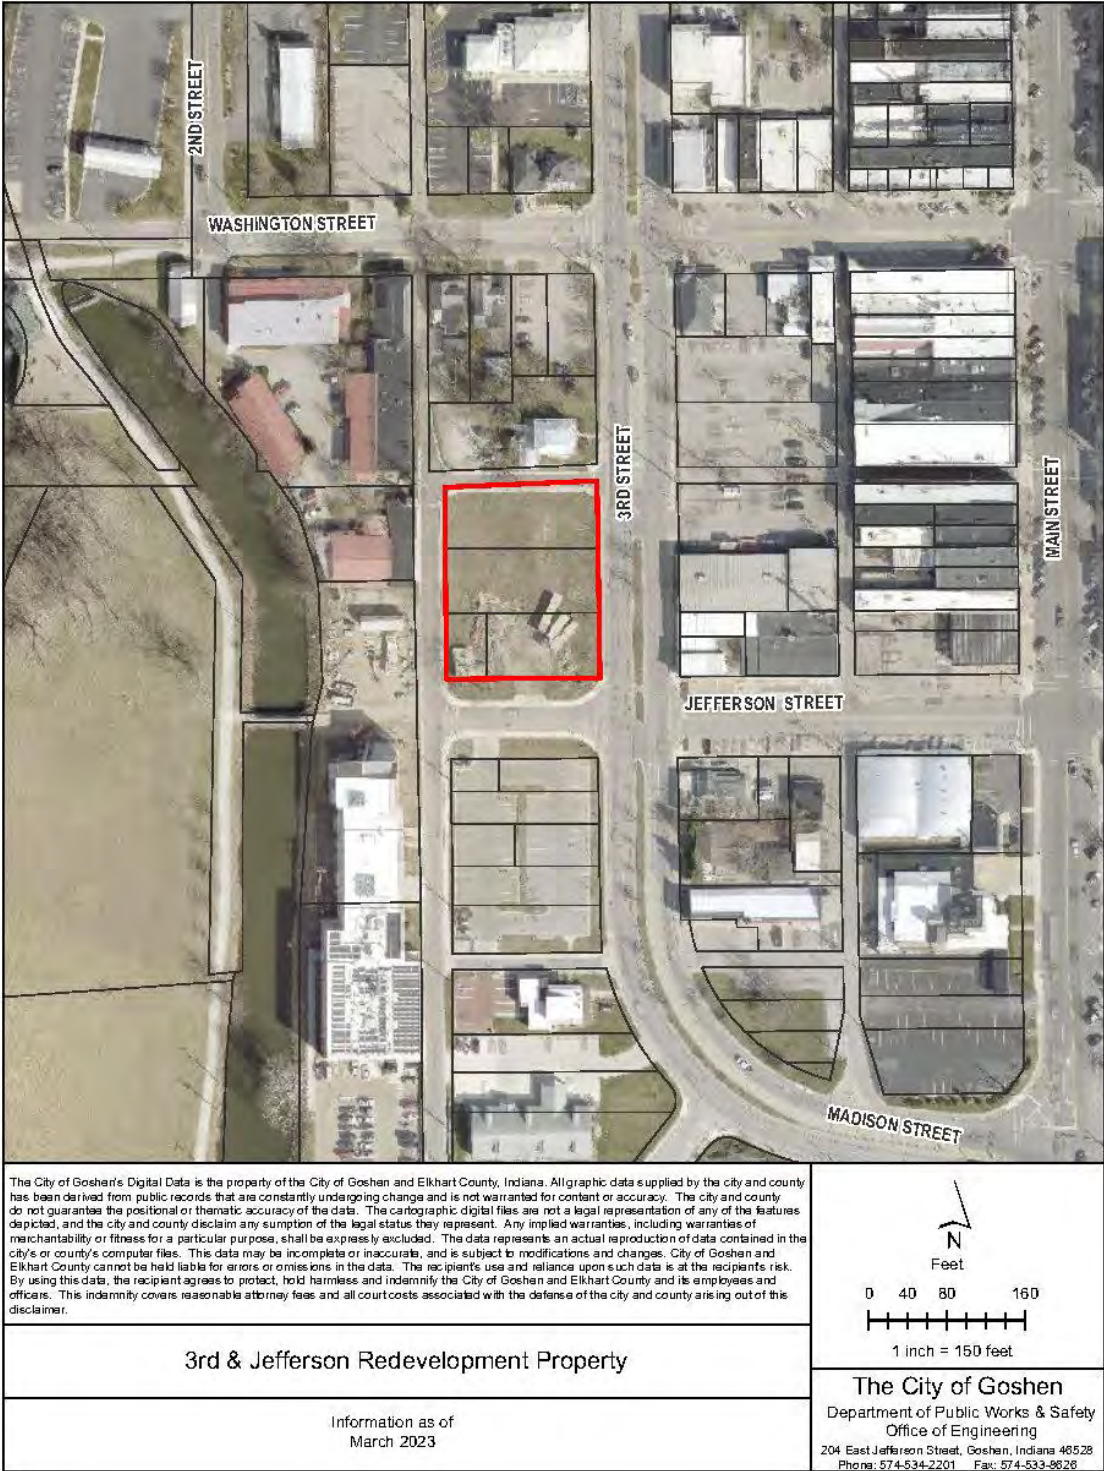 2ND STREET
WASHINGTON STREET
3RD STREET
MAIN STREET
JEFFERSON STREET
MADISON STREET
The City of Goshen's Digital Data is the property of the City of Goshen and Elkhart County, Indiana. All graphic data supplied by the city and county
has been derived from public records that are constantly undergoing change and is not warranted for content or accuracy. The city and county
do not guarantee the positional or thematic accuracy of the data. The cartographic digital files are not a legal representation of any of the features
depicted, and the city and county disclaim any sumption of the legal status they represent. Any implied warranties, including warranties of
merchantability or fitness for a particular purpose, shall be expressly excluded. The data represents an actual reproduction of data contained in the
city's or county's computer files. This data may be incomplete or inaccurate, and is subject to modifications and changes. City of Goshen and
Elkhart County cannot be held liable for errors or omissions in the data. The recipient's use and reliance upon such data is at the recipient's risk.
By using this data, the recipient agrees to protect, hold harmless and indemnify the City of Goshen and Elkhart County and its employees and
officers. This indemnity covers reasonable attorney fees and all court costs associated with the defense of the city and county arising out of this
disclaimer.
N
Feet
0 40 80 160
1 inch = 150 feet
3rd & Jefferson Redevelopment Property
Information as of
March 2023
The City of Goshen
Department of Public Works & Safety
Office of Engineering
204 East Jefferson Street, Goshen, Indiana 46528
Phone: 574-534-2201 Fax: 574-533-8626